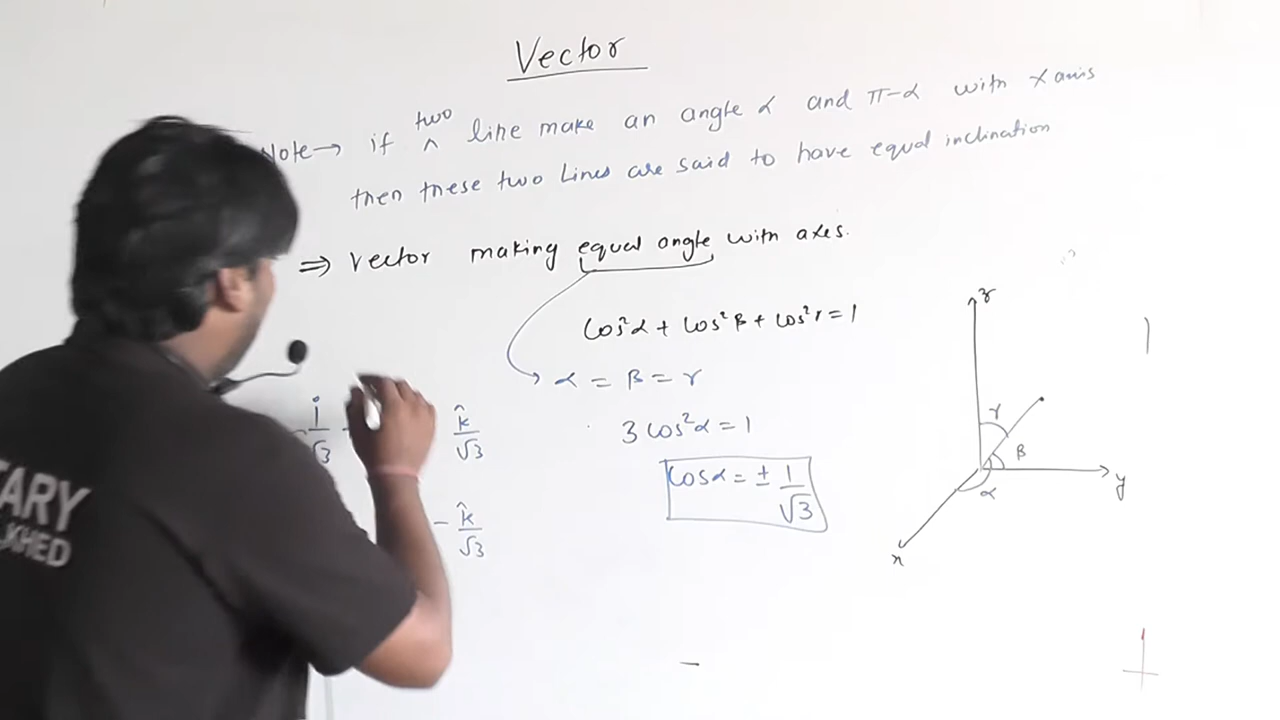 Vector
Note → if two line make an angle α and π-α with x axis
then these two lines are said to have equal inclination
⇒ Vector making equal angle with axes.
cos²α + cos²β + cos²r = 1
α = β = r
3 cos²α = 1
cosα = ± 1/√3
i/√3
k̂/√3
- k̂/√3
z
r
β
α
y
x
TARY
KHED